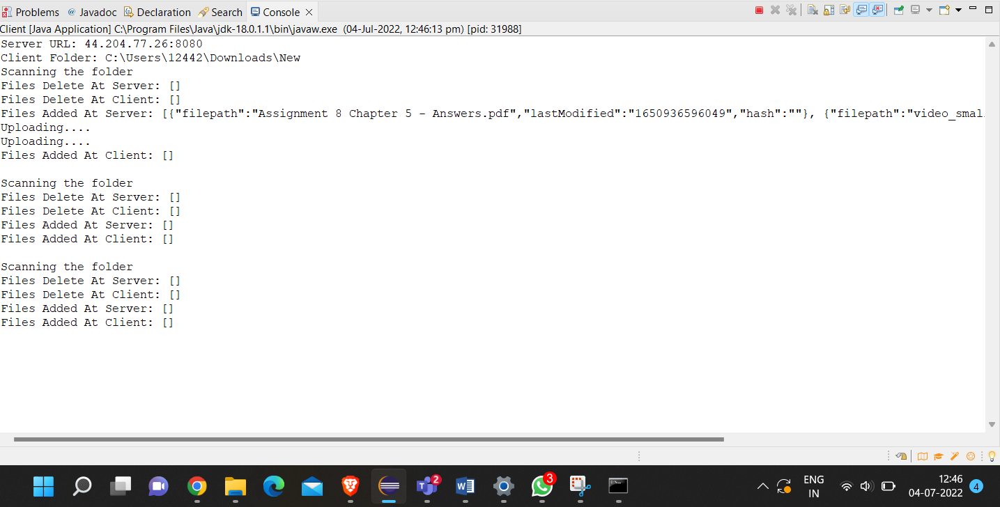 Problems @ Javadoc Declaration Search Console
Client [Java Application] C:\Program Files\Java\jdk-18.0.1.1\bin\javaw.exe (04-Jul-2022, 12:46:13 pm) [pid: 31988]
Server URL: 44.204.77.26:8080
Client Folder: C:\Users\12442\Downloads\New
Scanning the folder
Files Delete At Server: []
Files Delete At Client: []
Files Added At Server: [{"filepath":"Assignment 8 Chapter 5 - Answers.pdf","lastModified":"1650936596049","hash":""}, {"filepath":"video_smal
Uploading....
Uploading....
Files Added At Client: []
Scanning the folder
Files Delete At Server: []
Files Delete At Client: []
Files Added At Server: []
Files Added At Client: []
Scanning the folder
Files Delete At Server: []
Files Delete At Client: []
Files Added At Server: []
Files Added At Client: []
2
3
ENG
IN
12:46
04-07-2022
4